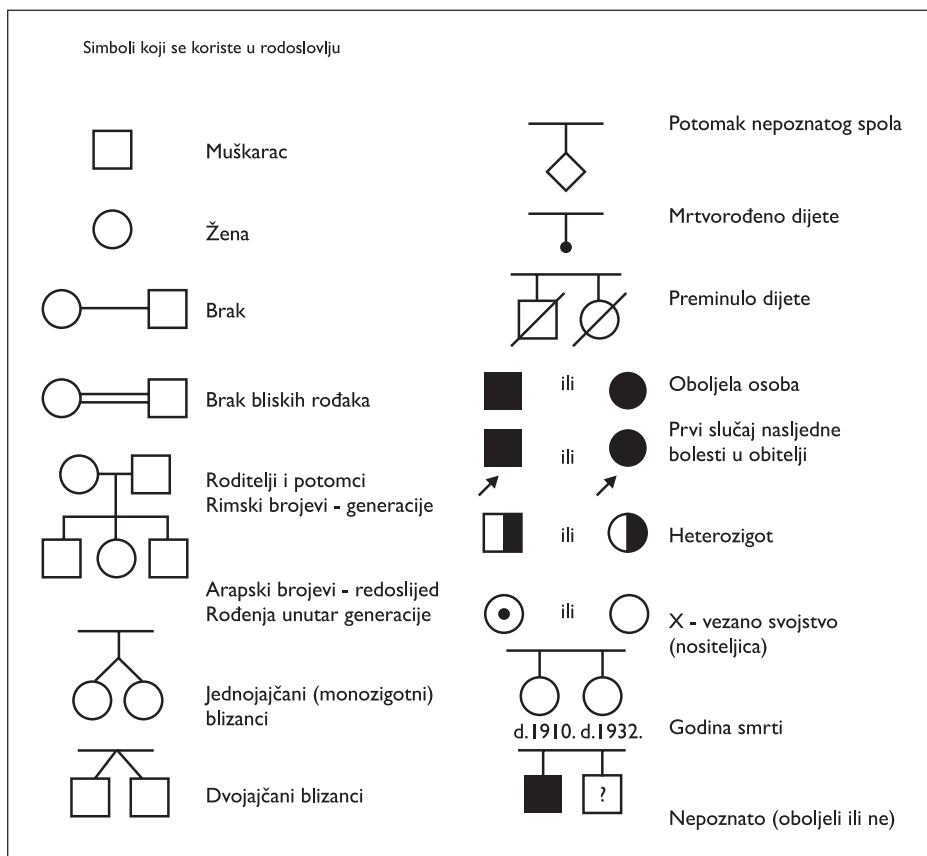 Simboli koji se koriste u rodoslovlju
Muškarac
Žena
Brak
Brak bliskih rođaka
Roditelji i potomci
Rimski brojevi - generacije
Arapski brojevi - redoslijed
Rođenja unutar generacije
Jednojajčani (monozigotni)
blizanci
Dvojajčani blizanci
Potomak nepoznatog spola
Mrtvorođeno dijete
Preminulo dijete
ili
Oboljela osoba
ili
Prvi slučaj nasljedne
bolesti u obitelji
ili
Heterozigot
ili
X - vezano svojstvo
(nositeljica)
d.1910. d.1932.
Godina smrti
?
Nepoznato (oboljeli ili ne)